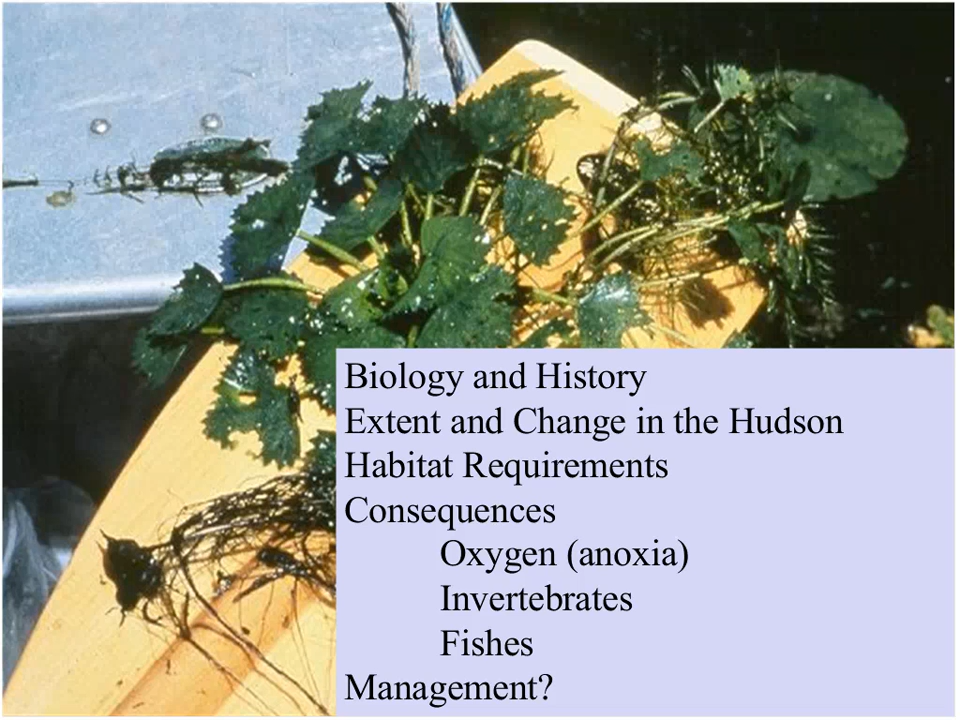 Biology and History
Extent and Change in the Hudson
Habitat Requirements
Consequences
Oxygen (anoxia)
Invertebrates
Fishes
Management?